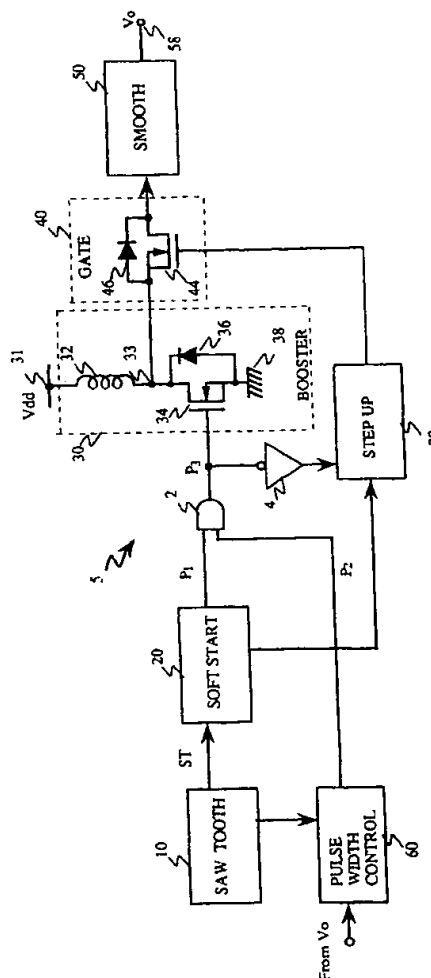 Vo
58
50
SMOOTH
40
GATE
46
44
Vdd
31
32
33
36
38
34
30
BOOSTER
P3
2
4
STEP UP
5
P1
P2
20
SOFT START
ST
10
SAW TOOTH
PULSE
WIDTH
CONTROL
60
From Vo